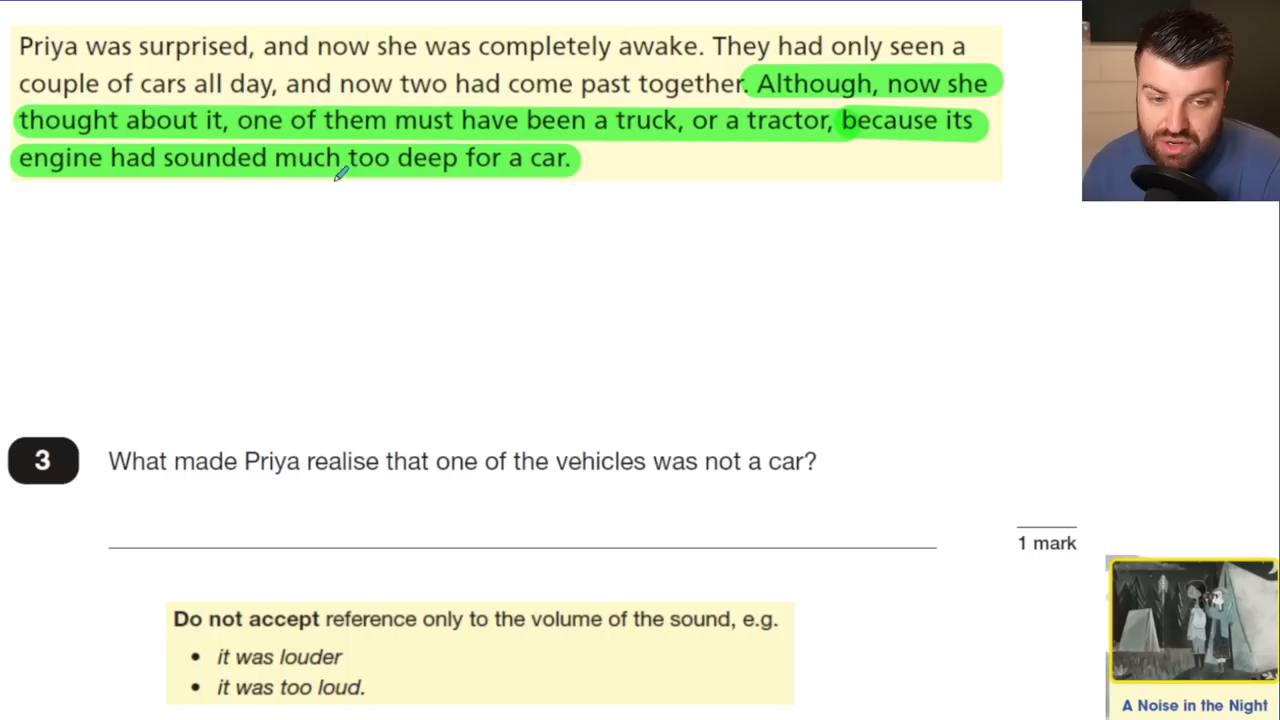 Priya was surprised, and now she was completely awake. They had only seen a
couple of cars all day, and now two had come past together. Although, now she
thought about it, one of them must have been a truck, or a tractor, because its
engine had sounded much too deep for a car.
3 What made Priya realise that one of the vehicles was not a car?
1 mark
Do not accept reference only to the volume of the sound, e.g.
• it was louder
• it was too loud.
A Noise in the Night